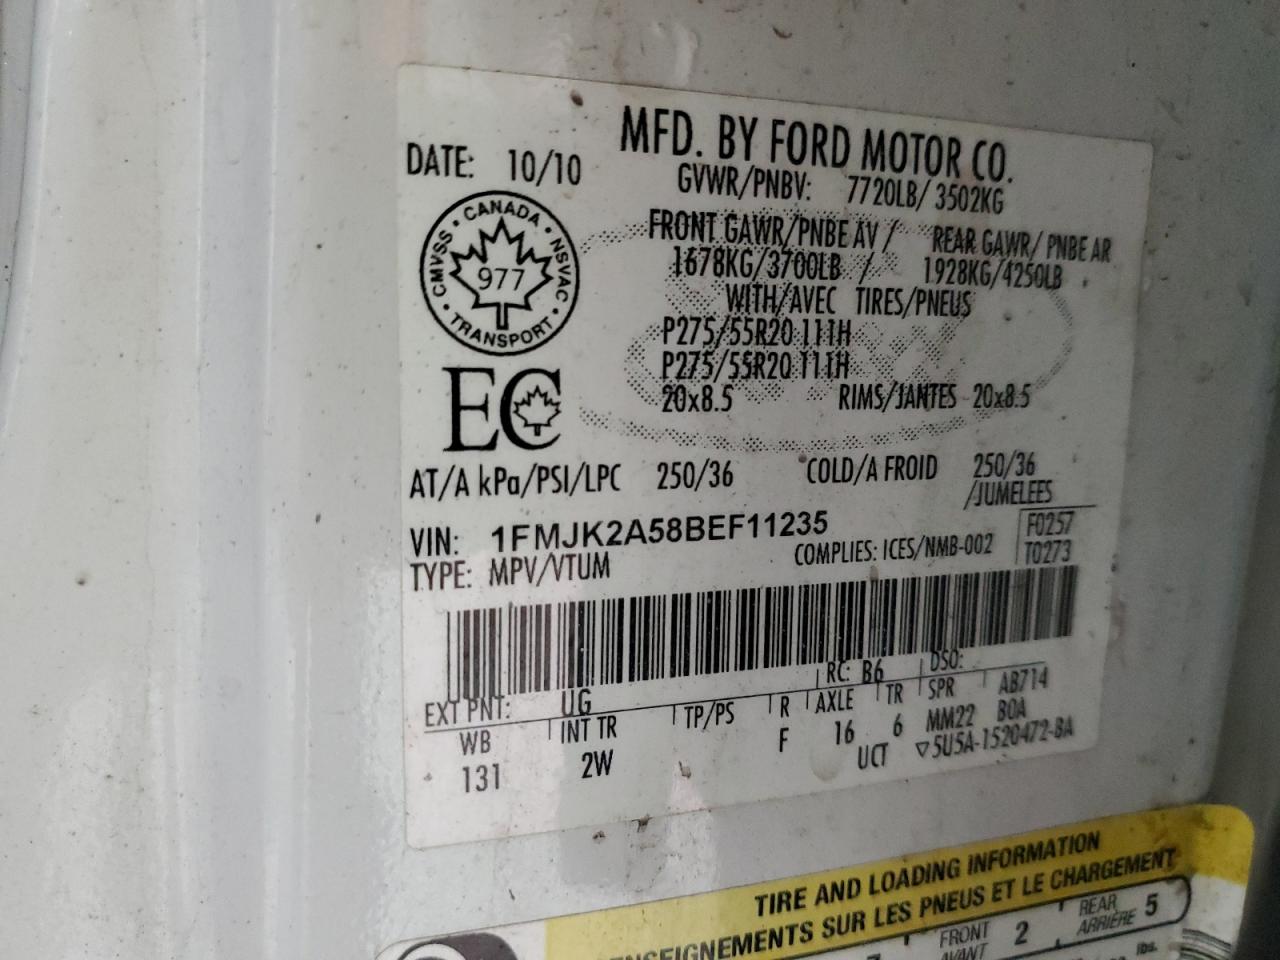 MFD. BY FORD MOTOR CO.
DATE: 10/10
GVWR/PNBV: 7720LB/ 3502KG
CMVSS · CANADA · NSVAC · TRANSPORT
977
FRONT GAWR/PNBE AV / REAR GAWR/ PNBE AR
1678KG/3700LB / 1928KG/4250LB
WITH/AVEC TIRES/PNEUS
P275/55R20 111H
P275/55R20 111H
20x8.5 RIMS/JANTES 20x8.5
EC
AT/A kPa/PSI/LPC 250/36 COLD/A FROID 250/36
/JUMELEES
VIN: 1FMJK2A58BEF11235
F0257
TYPE: MPV/VTUM COMPLIES: ICES/NMB-002
T0273
EXT PNT: UG RC: B6 DSO:
WB INT TR TP/PS R AXLE TR SPR AB714
131 2W F 16 6 MM22 BOA
UCT ▽5U5A-1520472-BA
TIRE AND LOADING INFORMATION
RENSEIGNEMENTS SUR LES PNEUS ET LE CHARGEMENT
FRONT 2 REAR 5
AVANT ARRIÈRE
lbs.